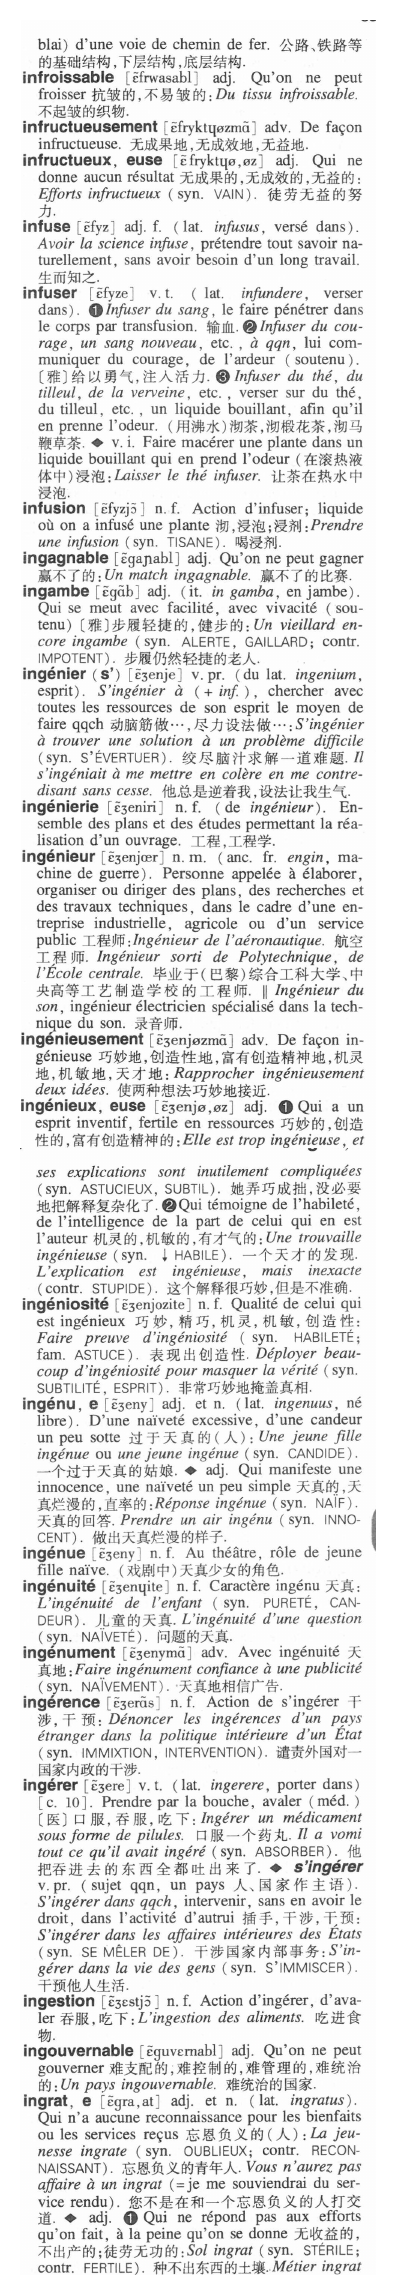 blai) d'une voie de chemin de fer. 公路、铁路等
的基础结构,下层结构,底层结构.
infroissable [ɛ̃frwasabl] adj. Qu'on ne peut
froisser 抗皱的,不易皱的: Du tissu infroissable.
不起皱的织物.
infructueusement [ɛ̃fryktɥøzmɑ̃] adv. De façon
infructueuse. 无成果地,无成效地,无益地.
infructueux, euse [ɛ̃fryktɥø,øz] adj. Qui ne
donne aucun résultat 无成果的,无成效的,无益的:
Efforts infructueux (syn. VAIN). 徒劳无益的努
力.
infuse [ɛ̃fyz] adj. f. (lat. infusus, versé dans).
Avoir la science infuse, prétendre tout savoir na-
turellement, sans avoir besoin d'un long travail.
生而知之.
infuser [ɛ̃fyze] v. t. ( lat. infundere, verser
dans). ❶ Infuser du sang, le faire pénétrer dans
le corps par transfusion. 输血. ❷ Infuser du cou-
rage, un sang nouveau, etc. , à qqn, lui com-
muniquer du courage, de l'ardeur ( soutenu).
〔雅〕给以勇气,注入活力. ❸ Infuser du thé, du
tilleul, de la verveine, etc. , verser sur du thé,
du tilleul, etc. , un liquide bouillant, afin qu'il
en prenne l'odeur. (用沸水)沏茶,沏椴花茶,沏马
鞭草茶. ◆ v. i. Faire macérer une plante dans un
liquide bouillant qui en prend l'odeur (在滚热液
体中)浸泡: Laisser le thé infuser. 让茶在热水中
浸泡.
infusion [ɛ̃fyzjɔ̃] n. f. Action d'infuser; liquide
où on a infusé une plante 沏,浸泡;浸剂: Prendre
une infusion (syn. TISANE). 喝浸剂.
ingagnable [ɛ̃gaɲabl] adj. Qu'on ne peut gagner
赢不了的: Un match ingagnable. 赢不了的比赛.
ingambe [ɛ̃gɑ̃b] adj. (it. in gamba, en jambe).
Qui se meut avec facilité, avec vivacité ( sou-
tenu) 〔雅〕步履轻捷的,健步的: Un vieillard en-
core ingambe ( syn. ALERTE, GAILLARD; contr.
IMPOTENT). 步履仍然轻捷的老人.
ingénier (s') [ɛ̃ʒenje] v. pr. (du lat. ingenium,
esprit). S'ingénier à ( + inf. ), chercher avec
toutes les ressources de son esprit le moyen de
faire qqch 动脑筋做…,尽力设法做…: S'ingénier
à trouver une solution à un problème difficile
(syn. S'ÉVERTUER). 绞尽脑汁求解一道难题. Il
s'ingéniait à me mettre en colère en me contre-
disant sans cesse. 他总是逆着我,设法让我生气.
ingénierie [ɛ̃ʒeniri] n. f. ( de ingénieur). En-
semble des plans et des études permettant la réa-
lisation d'un ouvrage. 工程,工程学.
ingénieur [ɛ̃ʒenjœr] n. m. (anc. fr. engin, ma-
chine de guerre). Personne appelée à élaborer,
organiser ou diriger des plans, des recherches et
des travaux techniques, dans le cadre d'une en-
treprise industrielle, agricole ou d'un service
public 工程师: Ingénieur de l'aéronautique. 航空
工程师. Ingénieur sorti de Polytechnique, de
l'École centrale. 毕业于(巴黎)综合工科大学、中
央高等工艺制造学校的工程师. ‖ Ingénieur du
son, ingénieur électricien spécialisé dans la tech-
nique du son. 录音师.
ingénieusement [ɛ̃ʒenjøzmɑ̃] adv. De façon in-
génieuse 巧妙地,创造性地,富有创造精神地,机灵
地,机敏地,天才地: Rapprocher ingénieusement
deux idées. 使两种想法巧妙地接近.
ingénieux, euse [ɛ̃ʒenjø,øz] adj. ❶ Qui a un
esprit inventif, fertile en ressources 巧妙的,创造
性的,富有创造精神的: Elle est trop ingénieuse, et
ses explications sont inutilement compliquées
(syn. ASTUCIEUX, SUBTIL). 她弄巧成拙,没必要
地把解释复杂化了. ❷ Qui témoigne de l'habileté,
de l'intelligence de la part de celui qui en est
l'auteur 机灵的,机敏的,有才气的: Une trouvaille
ingénieuse (syn. ↓ HABILE). 一个天才的发现.
L'explication est ingénieuse, mais inexacte
(contr. STUPIDE). 这个解释很巧妙,但是不准确.
ingéniosité [ɛ̃ʒenjozite] n. f. Qualité de celui qui
est ingénieux 巧妙,精巧,机灵,机敏,创造性:
Faire preuve d'ingéniosité ( syn. HABILETÉ;
fam. ASTUCE). 表现出创造性. Déployer beau-
coup d'ingéniosité pour masquer la vérité (syn.
SUBTILITÉ, ESPRIT). 非常巧妙地掩盖真相.
ingénu, e [ɛ̃ʒeny] adj. et n. (lat. ingenuus, né
libre). D'une naïveté excessive, d'une candeur
un peu sotte 过于天真的(人): Une jeune fille
ingénue ou une jeune ingénue (syn. CANDIDE).
一个过于天真的姑娘. ◆ adj. Qui manifeste une
innocence, une naïveté un peu simple 天真的,天
真烂漫的,直率的: Réponse ingénue (syn. NAÏF).
天真的回答. Prendre un air ingénu (syn. INNO-
CENT). 做出天真烂漫的样子.
ingénue [ɛ̃ʒeny] n. f. Au théâtre, rôle de jeune
fille naïve. (戏剧中)天真少女的角色.
ingénuité [ɛ̃ʒenɥite] n. f. Caractère ingénu 天真:
L'ingénuité de l'enfant ( syn. PURETÉ, CAN-
DEUR). 儿童的天真. L'ingénuité d'une question
(syn. NAÏVETÉ). 问题的天真.
ingénument [ɛ̃ʒenymɑ̃] adv. Avec ingénuité 天
真地: Faire ingénument confiance à une publicité
(syn. NAÏVEMENT). 天真地相信广告.
ingérence [ɛ̃ʒerɑ̃s] n. f. Action de s'ingérer 干
涉,干预: Dénoncer les ingérences d'un pays
étranger dans la politique intérieure d'un État
(syn. IMMIXTION, INTERVENTION). 谴责外国对一
国家内政的干涉.
ingérer [ɛ̃ʒere] v. t. (lat. ingerere, porter dans)
[c. 10]. Prendre par la bouche, avaler (méd. )
〔医〕口服,吞服,吃下: Ingérer un médicament
sous forme de pilules. 口服一个药丸. Il a vomi
tout ce qu'il avait ingéré (syn. ABSORBER). 他
把吞进去的东西全都吐出来了. ◆ s'ingérer
v. pr. ( sujet qqn, un pays 人、国家作主语).
S'ingérer dans qqch, intervenir, sans en avoir le
droit, dans l'activité d'autrui 插手,干涉,干预:
S'ingérer dans les affaires intérieures des États
(syn. SE MÊLER DE). 干涉国家内部事务: S'in-
gérer dans la vie des gens (syn. S'IMMISCER).
干预他人生活.
ingestion [ɛ̃ʒɛstjɔ̃] n. f. Action d'ingérer, d'ava-
ler 吞服,吃下: L'ingestion des aliments. 吃进食
物.
ingouvernable [ɛ̃guvɛrnabl] adj. Qu'on ne peut
gouverner 难支配的,难控制的,难管理的,难统治
的: Un pays ingouvernable. 难统治的国家.
ingrat, e [ɛ̃gra,at] adj. et n. (lat. ingratus).
Qui n'a aucune reconnaissance pour les bienfaits
ou les services reçus 忘恩负义的(人): La jeu-
nesse ingrate ( syn. OUBLIEUX; contr. RECON-
NAISSANT). 忘恩负义的青年人. Vous n'aurez pas
affaire à un ingrat (= je me souviendrai du ser-
vice rendu). 您不是在和一个忘恩负义的人打交
道. ◆ adj. ❶ Qui ne répond pas aux efforts
qu'on fait, à la peine qu'on se donne 无收益的,
不出产的;徒劳无功的: Sol ingrat (syn. STÉRILE;
contr. FERTILE). 种不出东西的土壤. Métier ingrat